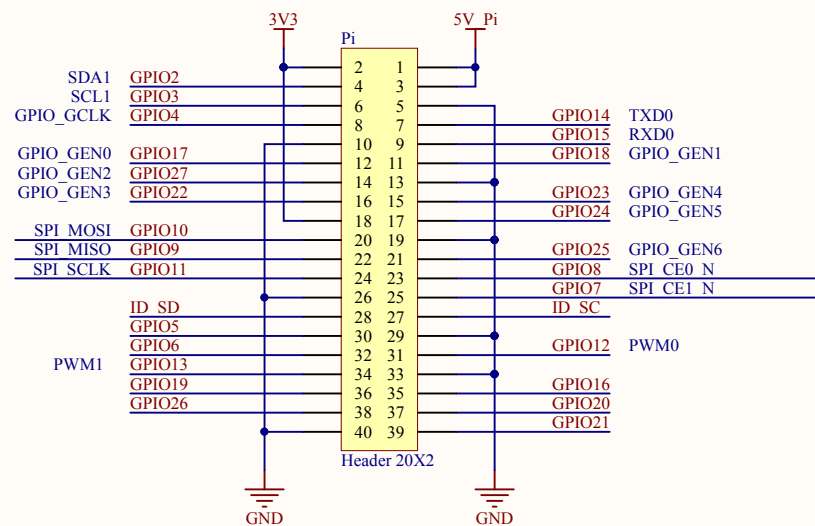 3V3 5V_Pi
Pi
2 1
SDA1 GPIO2 4 3
SCL1 GPIO3 6 5
GPIO_GCLK GPIO4 8 7 GPIO14 TXD0
10 9 GPIO15 RXD0
GPIO_GEN0 GPIO17 12 11 GPIO18 GPIO_GEN1
GPIO_GEN2 GPIO27 14 13
GPIO_GEN3 GPIO22 16 15 GPIO23 GPIO_GEN4
18 17 GPIO24 GPIO_GEN5
SPI_MOSI GPIO10 20 19
SPI_MISO GPIO9 22 21 GPIO25 GPIO_GEN6
SPI_SCLK GPIO11 24 23 GPIO8 SPI_CE0_N
26 25 GPIO7 SPI_CE1_N
ID_SD 28 27 ID_SC
GPIO5 30 29
GPIO6 32 31 GPIO12 PWM0
PWM1 GPIO13 34 33
GPIO19 36 35 GPIO16
GPIO26 38 37 GPIO20
40 39 GPIO21
Header 20X2
GND GND